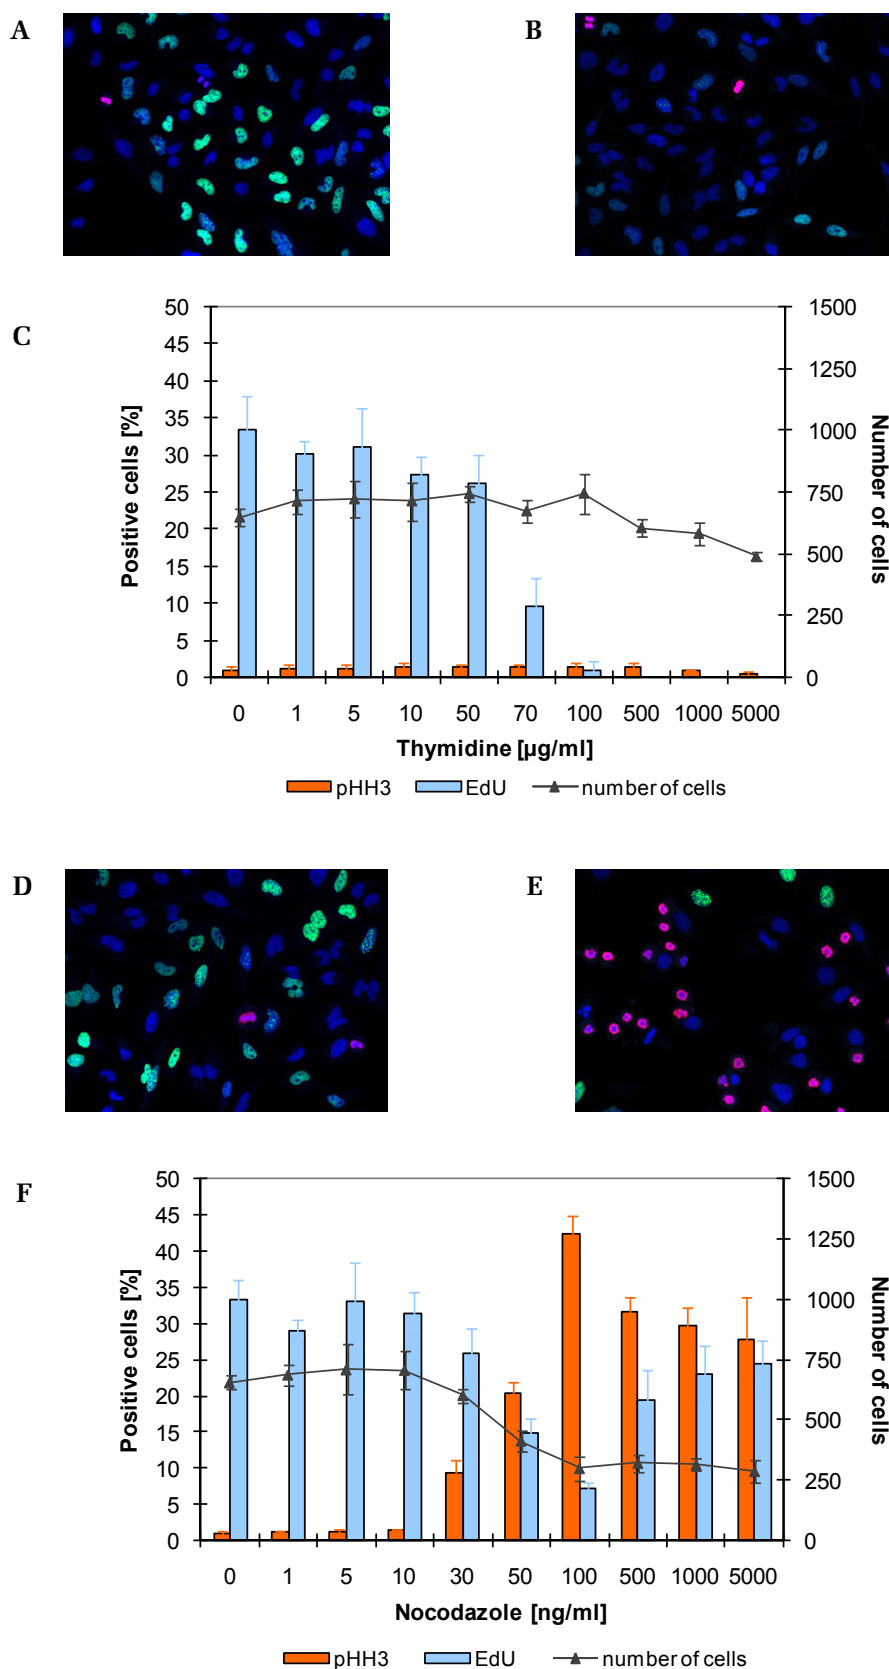 A
B
C
50
45
40
35
30
25
20
15
10
5
0
Positive cells [%]
1500
1250
1000
750
500
250
0
Number of cells
0 1 5 10 50 70 100 500 1000 5000
Thymidine [µg/ml]
pHH3 EdU number of cells
D
E
F
50
45
40
35
30
25
20
15
10
5
0
Positive cells [%]
1500
1250
1000
750
500
250
0
Number of cells
0 1 5 10 30 50 100 500 1000 5000
Nocodazole [ng/ml]
pHH3 EdU number of cells